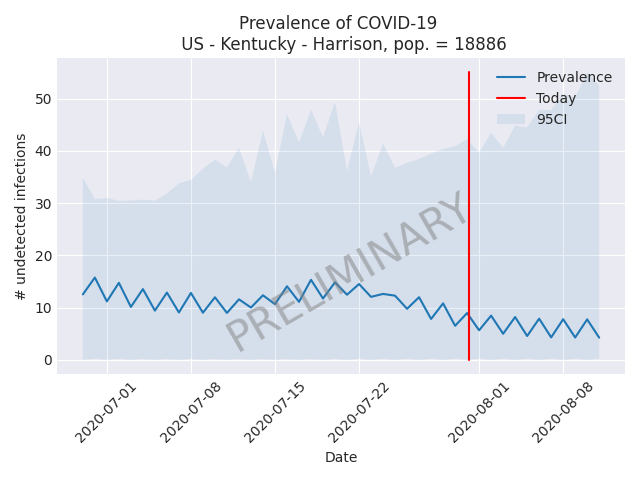 Prevalence of COVID-19
US - Kentucky - Harrison, pop. = 18886
Prevalence
Today
95CI
50
40
30
20
10
0
# undetected infections
PRELIMINARY
2020-07-01
2020-07-08
2020-07-15
2020-07-22
2020-08-01
2020-08-08
Date